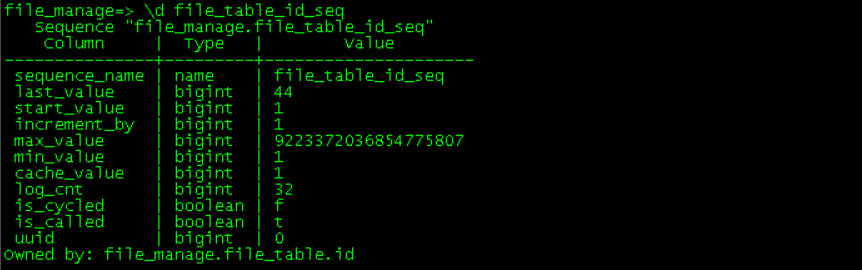 file_manage=> \d file_table_id_seq
   Sequence "file_manage.file_table_id_seq"
    Column     |  Type   |        Value
---------------+---------+---------------------
 sequence_name | name    | file_table_id_seq
 last_value    | bigint  | 44
 start_value   | bigint  | 1
 increment_by  | bigint  | 1
 max_value     | bigint  | 9223372036854775807
 min_value     | bigint  | 1
 cache_value   | bigint  | 1
 log_cnt       | bigint  | 32
 is_cycled     | boolean | f
 is_called     | boolean | t
 uuid          | bigint  | 0
Owned by: file_manage.file_table.id